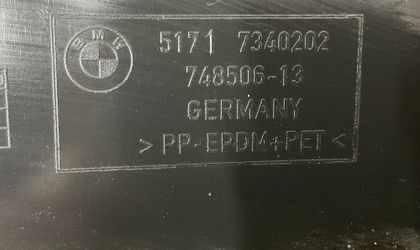 BMW
5171 7340202
748506-13
GERMANY
>PP-EPDM+PET<